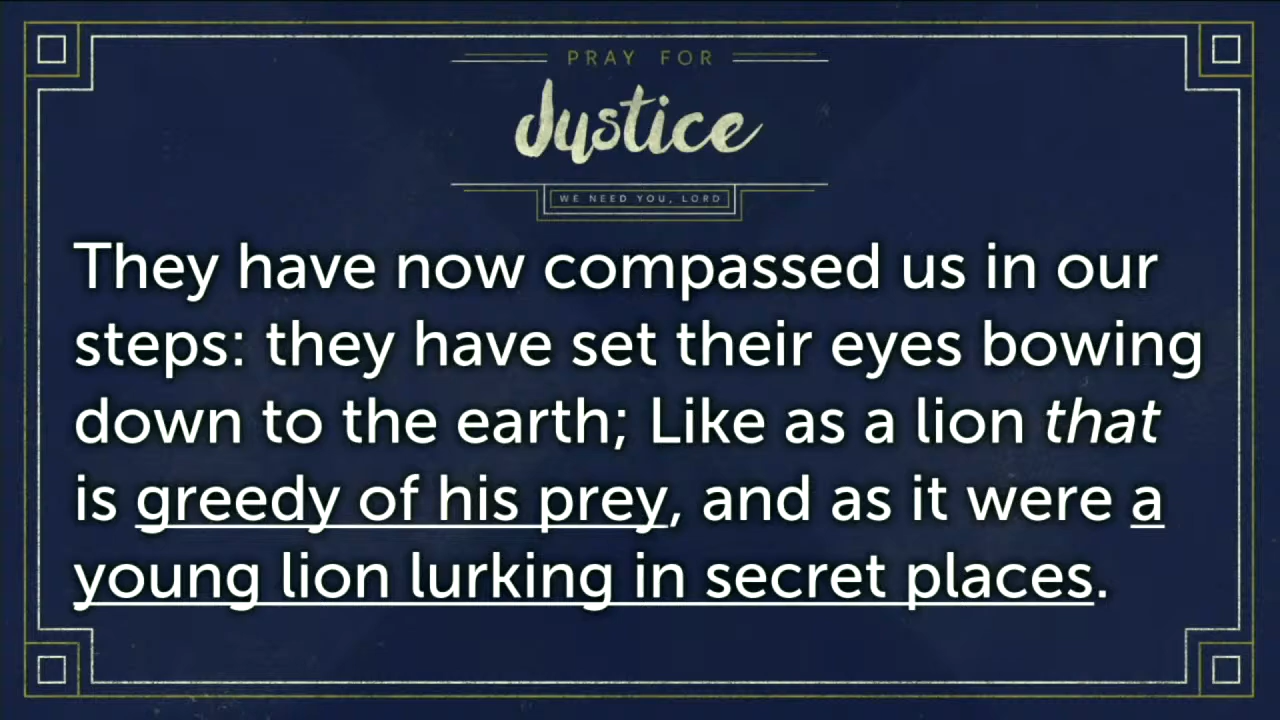 PRAY FOR
Justice
WE NEED YOU, LORD
They have now compassed us in our
steps: they have set their eyes bowing
down to the earth; Like as a lion that
is greedy of his prey, and as it were a
young lion lurking in secret places.